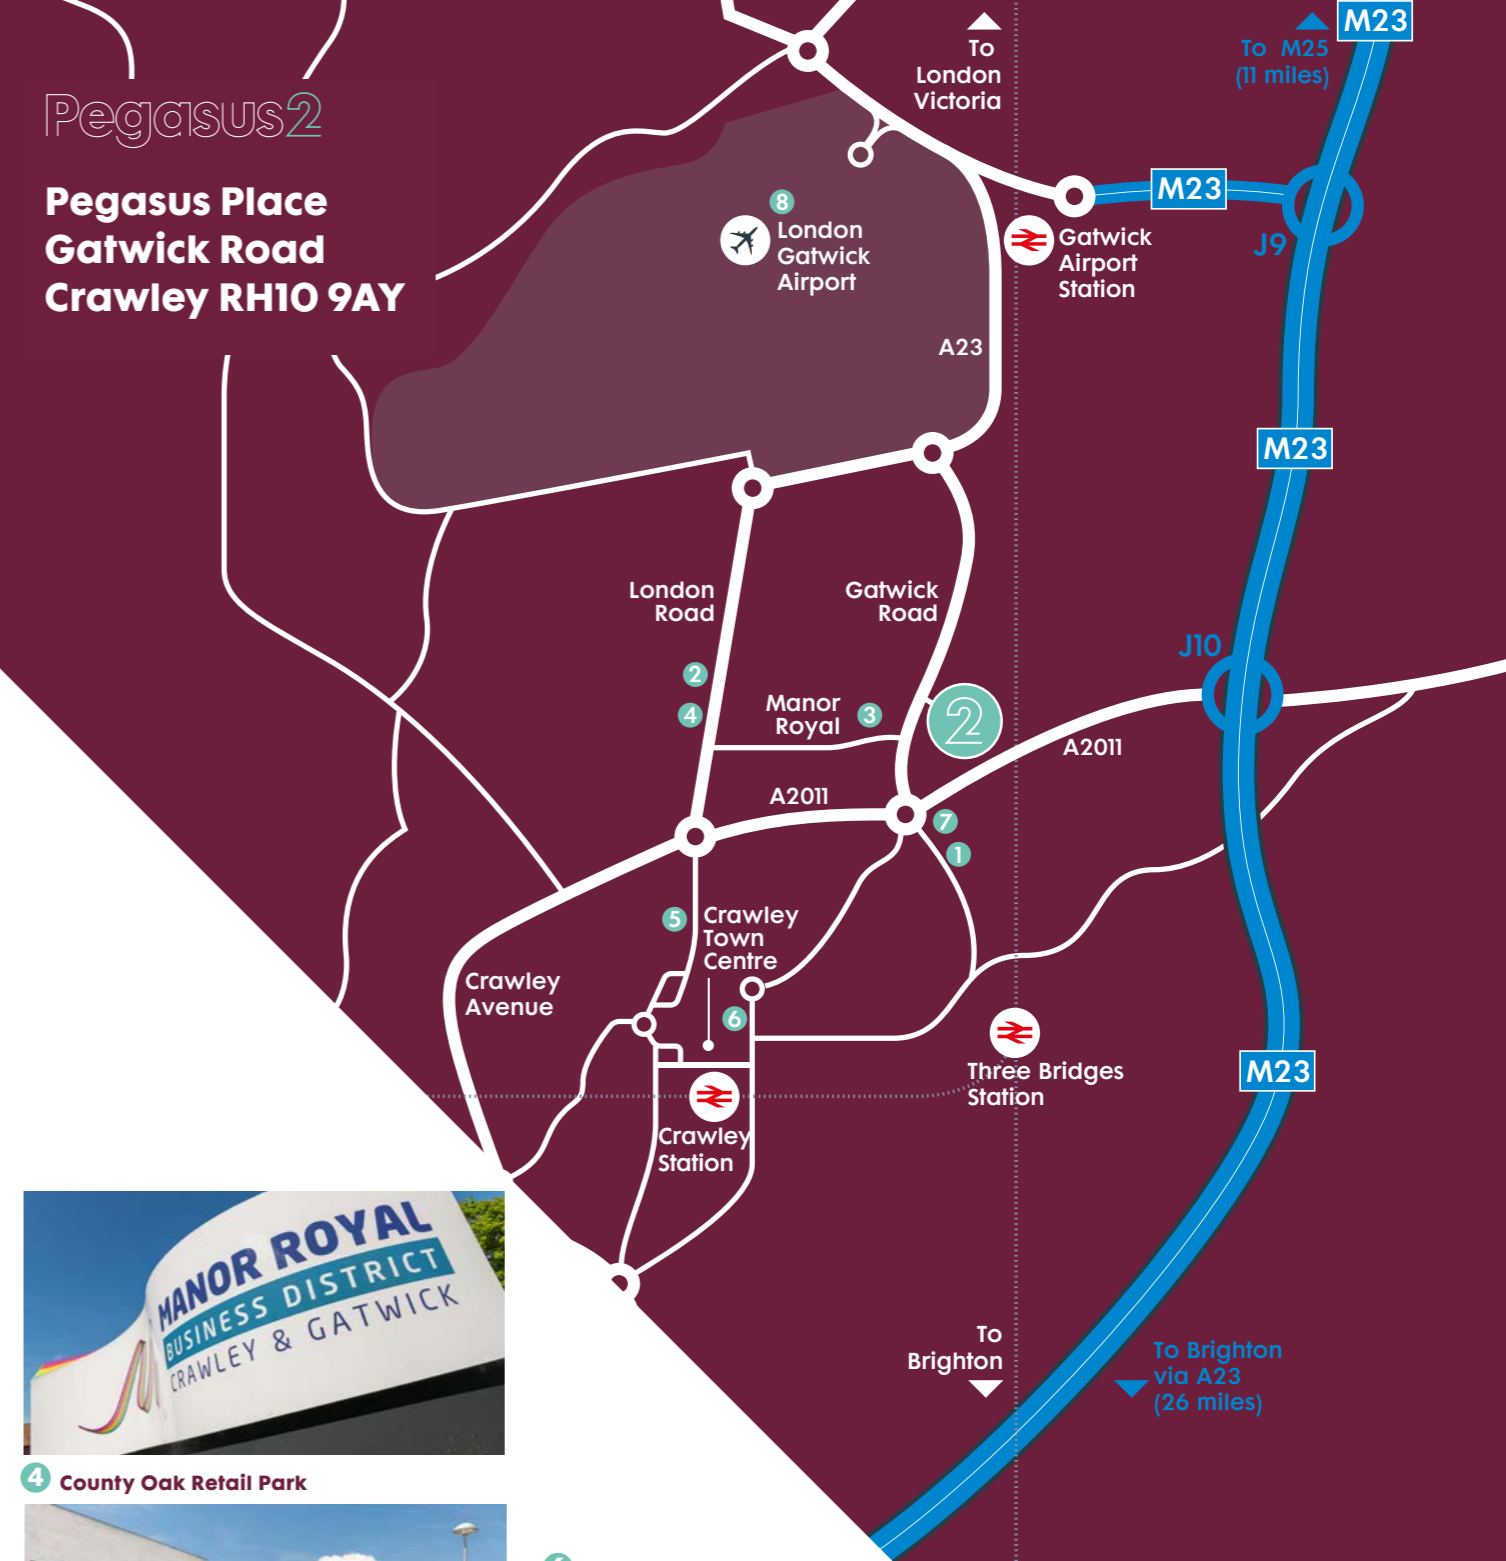 M23
To M25
(11 miles)
To
London
Victoria
Pegasus2
Pegasus Place
Gatwick Road
Crawley RH10 9AY
M23
8
London
Gatwick
Airport
Gatwick
Airport
Station
J9
A23
M23
London
Road
Gatwick
Road
J10
2
4
Manor
Royal
3
2
A2011
A2011
7
1
5
Crawley
Town
Centre
Crawley
Avenue
6
Three Bridges
Station
M23
Crawley
Station
To
Brighton
To Brighton
via A23
(26 miles)
MANOR ROYAL
BUSINESS DISTRICT
CRAWLEY & GATWICK
4 County Oak Retail Park